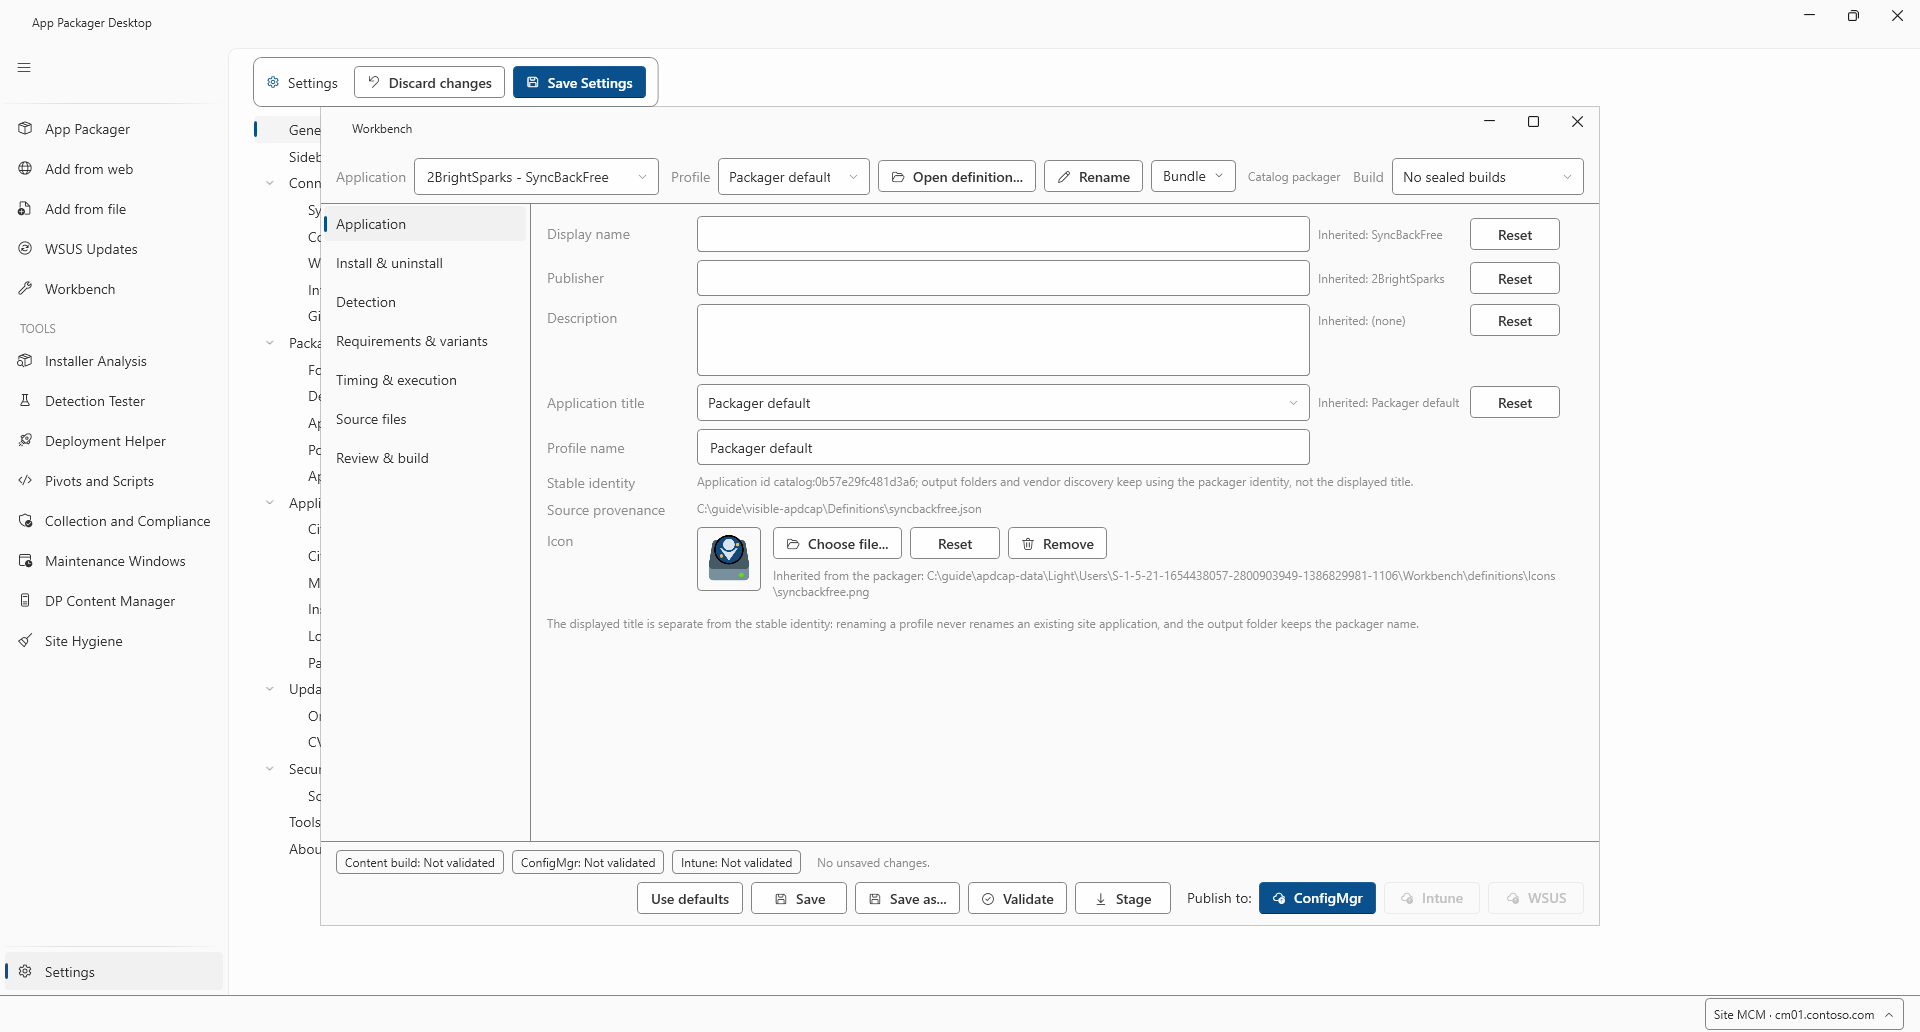 App Packager Desktop
Settings
Discard changes
Save Settings
App Packager
Add from web
Add from file
WSUS Updates
Workbench
TOOLS
Installer Analysis
Detection Tester
Deployment Helper
Pivots and Scripts
Collection and Compliance
Maintenance Windows
DP Content Manager
Site Hygiene
Settings
Tools
Workbench
Application
2BrightSparks - SyncBackFree
Profile
Packager default
Open definition...
Rename
Bundle
Catalog packager
Build
No sealed builds
Application
Install & uninstall
Detection
Requirements & variants
Timing & execution
Source files
Review & build
Display name
Inherited: SyncBackFree
Reset
Publisher
Inherited: 2BrightSparks
Reset
Description
Inherited: (none)
Reset
Application title
Packager default
Inherited: Packager default
Reset
Profile name
Packager default
Stable identity
Application id catalog:0b57e29fc481d3a6; output folders and vendor discovery keep using the packager identity, not the displayed title.
Source provenance
C:\guide\visible-apdcap\Definitions\syncbackfree.json
Icon
Choose file...
Reset
Remove
Inherited from the packager: C:\guide\apdcap-data\Light\Users\S-1-5-21-1654438057-2800903949-1386829981-1106\Workbench\definitions\Icons
\syncbackfree.png
The displayed title is separate from the stable identity: renaming a profile never renames an existing site application, and the output folder keeps the packager name.
Content build: Not validated
ConfigMgr: Not validated
Intune: Not validated
No unsaved changes.
Use defaults
Save
Save as...
Validate
Stage
Publish to:
ConfigMgr
Intune
WSUS
Site MCM · cm01.contoso.com